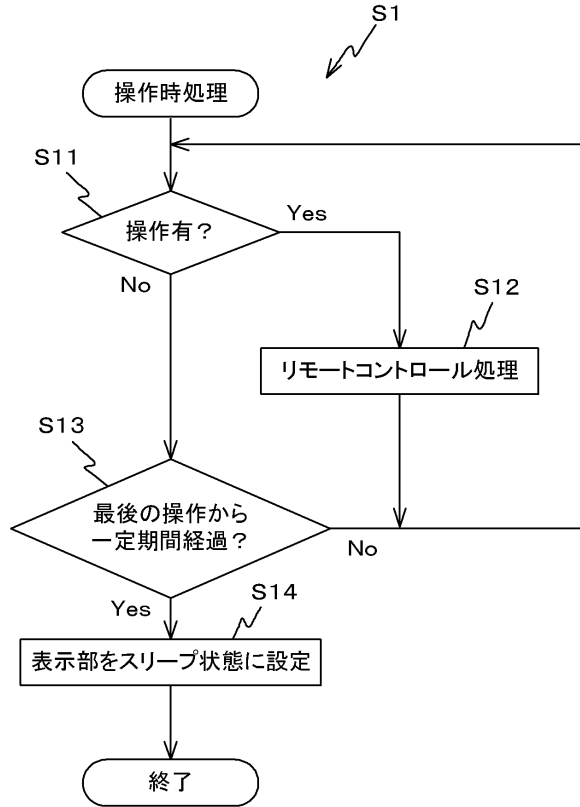 S1
操作時処理
S11
操作有？
Yes
No
S12
リモートコントロール処理
S13
最後の操作から
一定期間経過？
No
Yes
S14
表示部をスリープ状態に設定
終了